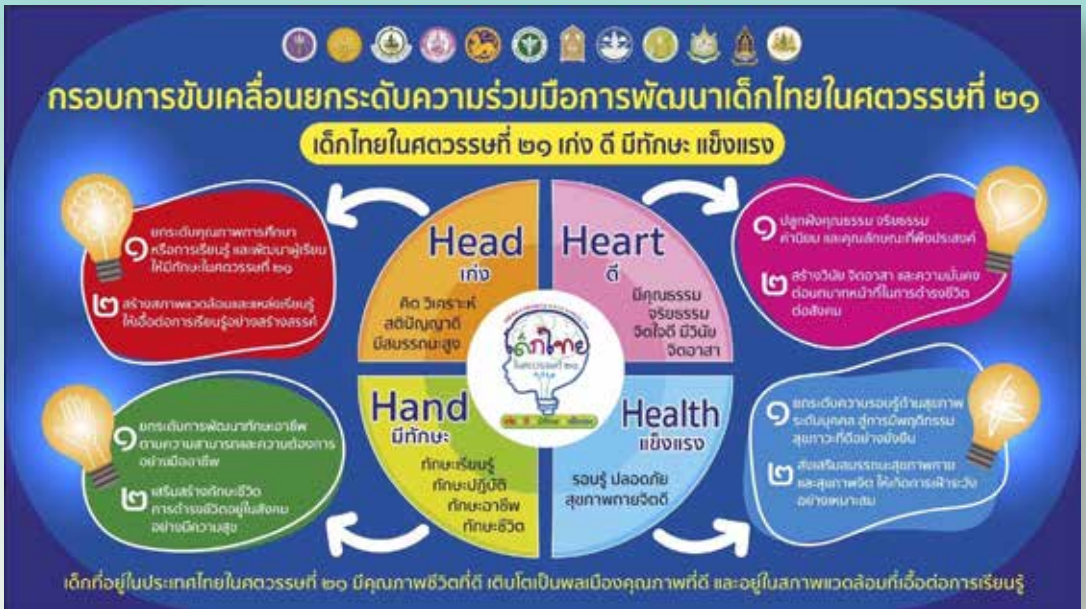 กรอบการขับเคลื่อนยกระดับความร่วมมือการพัฒนาเด็กไทยในศตวรรษที่ ๒๑
เด็กไทยในศตวรรษที่ ๒๑ เก่ง ดี มีทักษะ แข็งแรง
๑ ยกระดับคุณภาพการศึกษา
หรือการเรียนรู้ และพัฒนาผู้เรียน
ให้มีทักษะในศตวรรษที่ ๒๑
๒ สร้างสภาพแวดล้อมและแหล่งเรียนรู้
ให้เอื้อต่อการเรียนรู้อย่างสร้างสรรค์
Head
เก่ง
คิด วิเคราะห์
สติปัญญาดี
มีสมรรถนะสูง
Heart
ดี
มีคุณธรรม
จริยธรรม
จิตใจดี มีวินัย
จิตอาสา
๑ ปลูกฝังคุณธรรม จริยธรรม
ค่านิยม และคุณลักษณะที่พึงประสงค์
๒ สร้างวินัย จิตอาสา และความมั่นคง
ต่อบทบาทหน้าที่ในการดำรงชีวิต
ต่อสังคม
เด็กไทย
ในศตวรรษที่ ๒๑
๑ ยกระดับการพัฒนาทักษะอาชีพ
ตามความสามารถและความต้องการ
อย่างมืออาชีพ
๒ เสริมสร้างทักษะชีวิต
การดำรงชีวิตอยู่ในสังคม
อย่างมีความสุข
Hand
มีทักษะ
ทักษะเรียนรู้
ทักษะปฏิบัติ
ทักษะอาชีพ
ทักษะชีวิต
Health
แข็งแรง
รอบรู้ ปลอดภัย
สุขภาพกายจิตดี
๑ ยกระดับความรอบรู้ด้านสุขภาพ
ระดับบุคคล สู่การมีพฤติกรรม
สุขภาวะที่ดีอย่างยั่งยืน
๒ ส่งเสริมสมรรถนะสุขภาพกาย
และสุขภาพจิต ให้เกิดการเฝ้าระวัง
อย่างเหมาะสม
เด็กที่อยู่ในประเทศไทยในศตวรรษที่ ๒๑ มีคุณภาพชีวิตที่ดี เติบโตเป็นพลเมืองคุณภาพที่ดี และอยู่ในสภาพแวดล้อมที่เอื้อต่อการเรียนรู้